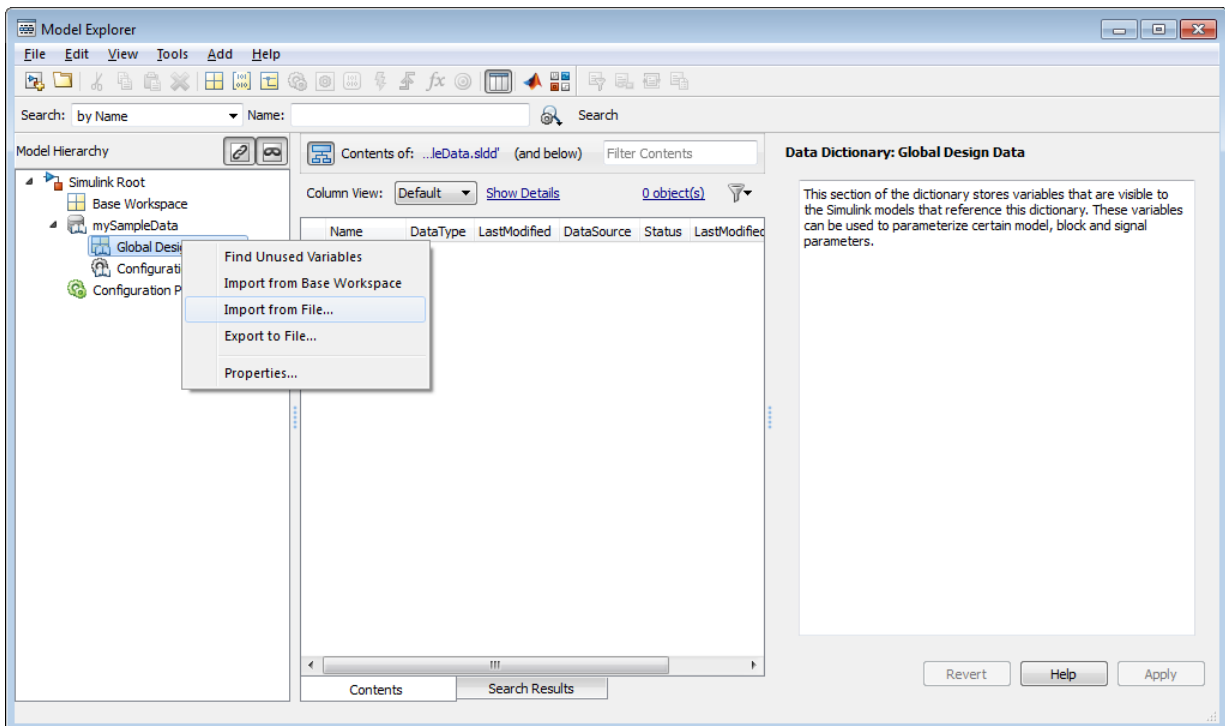 Model Explorer
File Edit View Tools Add Help
fx
Search: by Name Name: Search
Model Hierarchy
Simulink Root
Base Workspace
mySampleData
Global Desi
Configurati
Configuration P
Find Unused Variables
Import from Base Workspace
Import from File...
Export to File...
Properties...
Contents of: ...leData.sldd' (and below) Filter Contents
Column View: Default Show Details 0 object(s)
Name DataType LastModified DataSource Status LastModified
Contents Search Results
Data Dictionary: Global Design Data
This section of the dictionary stores variables that are visible to
the Simulink models that reference this dictionary. These variables
can be used to parameterize certain model, block and signal
parameters.
Revert Help Apply